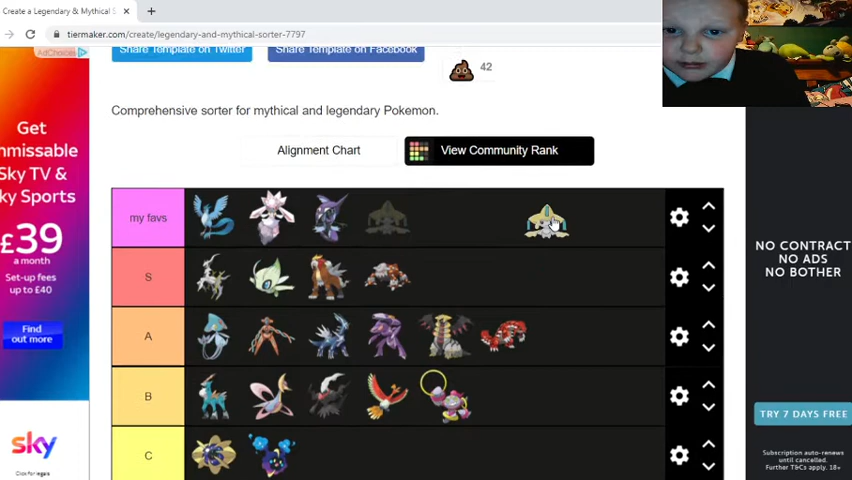 Create a Legendary & Mythical S
tiermaker.com/create/legendary-and-mythical-sorter-7797
AdChoices
Share Template on Twitter
Share Template on Facebook
42
Comprehensive sorter for mythical and legendary Pokemon.
Alignment Chart
View Community Rank
my favs
S
A
B
C
Get
nmissable
Sky TV &
ky Sports
£39
a month
Set-up fees
up to £40
Find
out more
sky
NO CONTRACT
NO ADS
NO BOTHER
TRY 7 DAYS FREE
Subscription auto-renews
until cancelled.
Further T&Cs apply. £9.